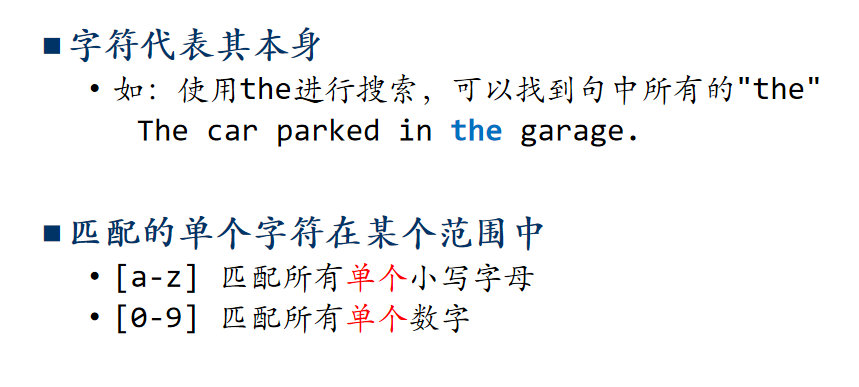 ■ 字符代表其本身
• 如：使用the进行搜索，可以找到句中所有的"the"
The car parked in the garage.
■ 匹配的单个字符在某个范围中
• [a-z] 匹配所有单个小写字母
• [0-9] 匹配所有单个数字